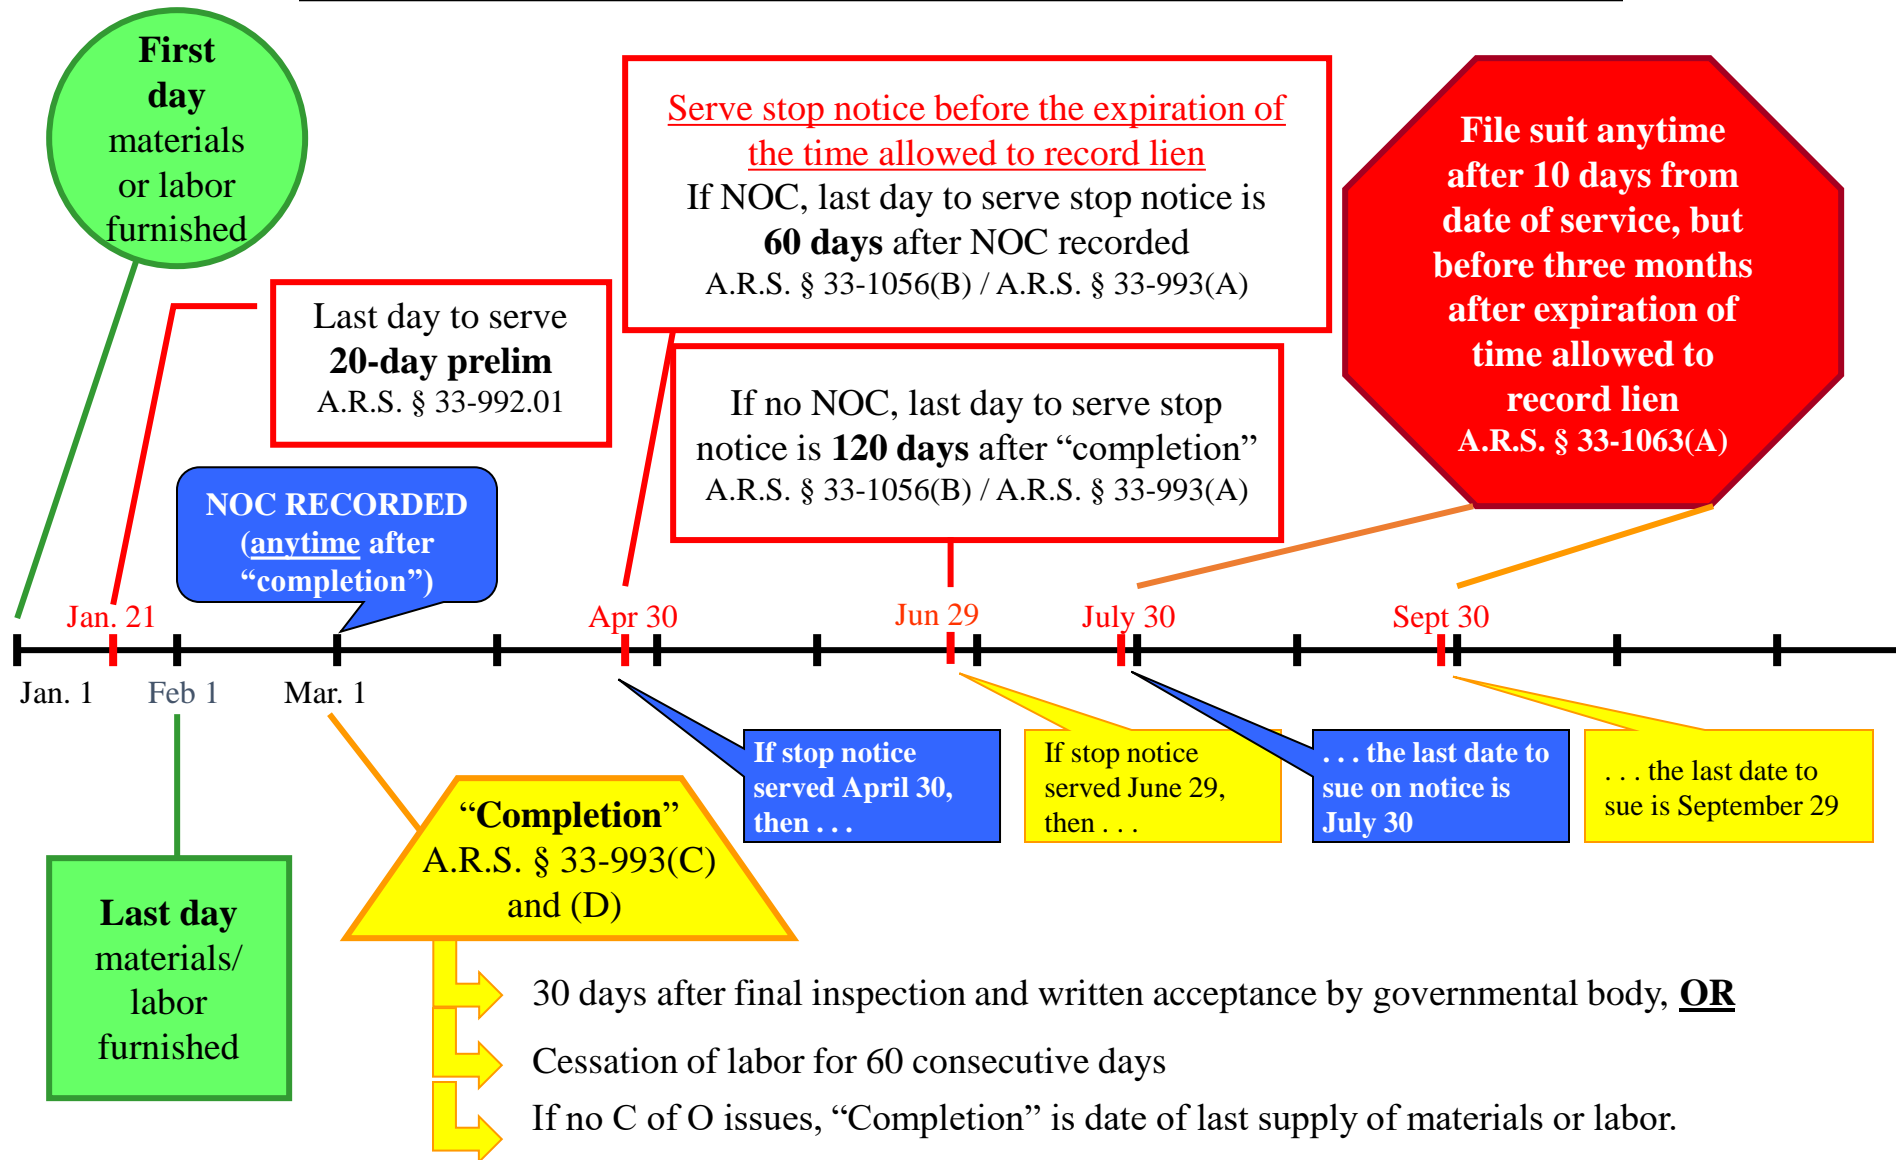 First
day
materials
or labor
furnished
Last day to serve
20-day prelim
A.R.S. § 33-992.01
Serve stop notice before the expiration of
the time allowed to record lien
If NOC, last day to serve stop notice is
60 days after NOC recorded
A.R.S. § 33-1056(B) / A.R.S. § 33-993(A)
If no NOC, last day to serve stop
notice is 120 days after “completion”
A.R.S. § 33-1056(B) / A.R.S. § 33-993(A)
File suit anytime
after 10 days from
date of service, but
before three months
after expiration of
time allowed to
record lien
A.R.S. § 33-1063(A)
NOC RECORDED
(anytime after
“completion”)
Jan. 21
Apr 30
Jun 29
July 30
Sept 30
Jan. 1
Feb 1
Mar. 1
If stop notice
served April 30,
then . . .
If stop notice
served June 29,
then . . .
. . . the last date to
sue on notice is
July 30
. . . the last date to
sue is September 29
“Completion”
A.R.S. § 33-993(C)
and (D)
Last day
materials/
labor
furnished
30 days after final inspection and written acceptance by governmental body, OR
Cessation of labor for 60 consecutive days
If no C of O issues, “Completion” is date of last supply of materials or labor.